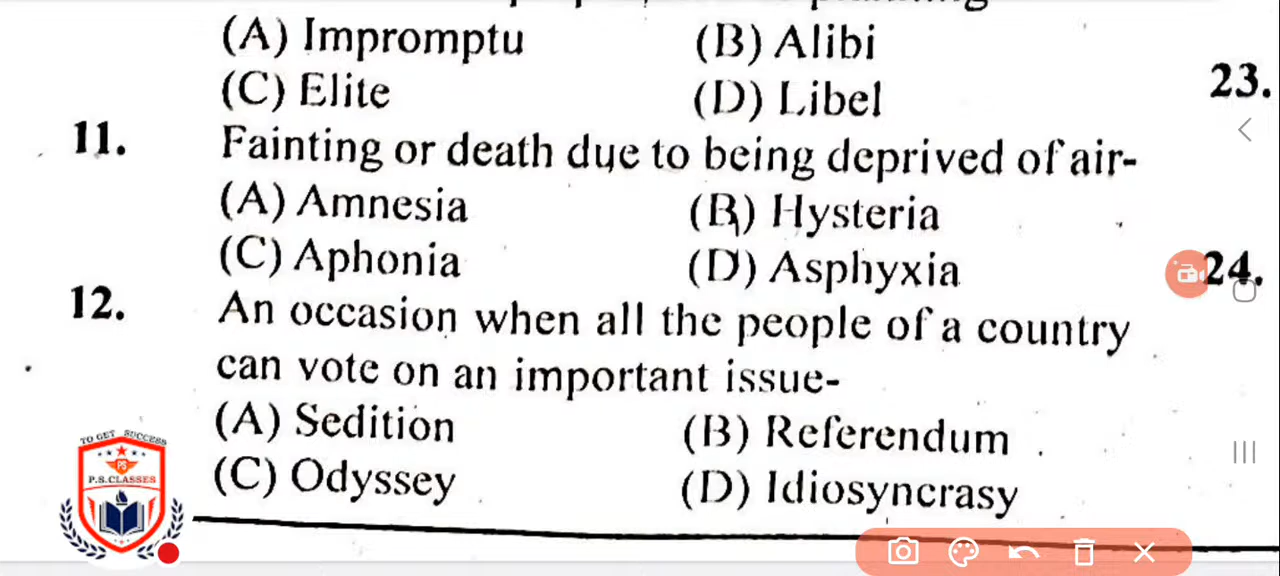 (A) Impromptu (B) Alibi
(C) Elite (D) Libel
23.
11. Fainting or death due to being deprived of air-
(A) Amnesia (B) Hysteria
(C) Aphonia (D) Asphyxia
24.
12. An occasion when all the people of a country
can vote on an important issue-
(A) Sedition (B) Referendum
(C) Odyssey (D) Idiosyncrasy
TO GET SUCCESS
PS
P.S.CLASSES